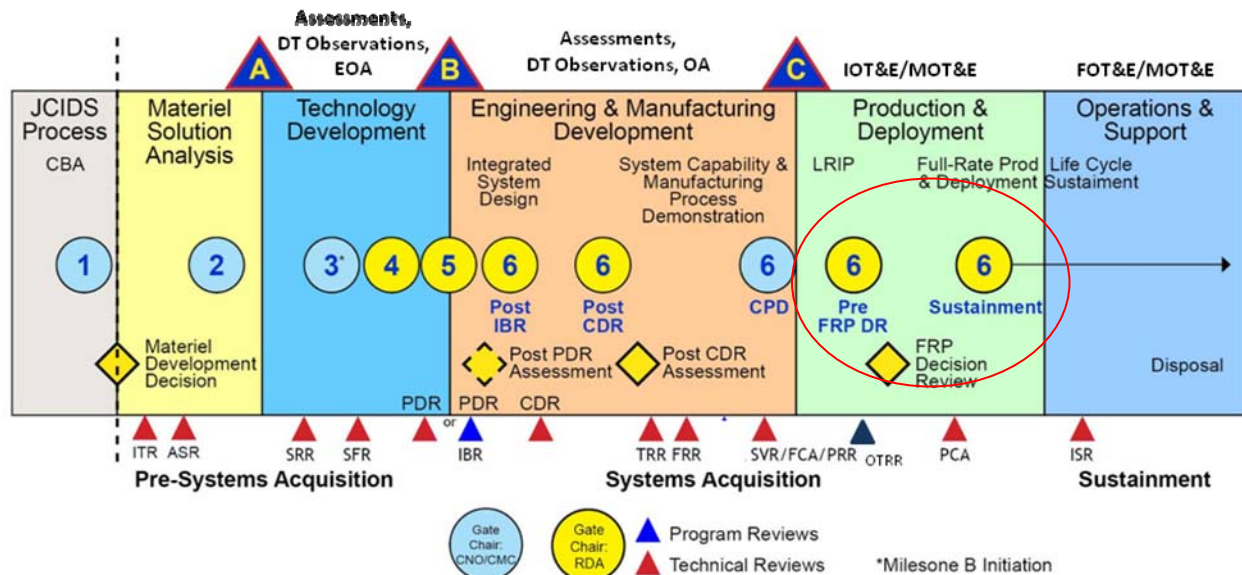 Assessments,
DT Observations,
EOA
Assessments,
DT Observations, OA
IOT&E/MOT&E
FOT&E/MOT&E
A
B
C
JCIDS
Process
CBA
Materiel
Solution
Analysis
Technology
Development
Engineering & Manufacturing
Development
Integrated
System
Design
System Capability &
Manufacturing
Process
Demonstration
Production &
Deployment
LRIP
Full-Rate Prod
& Deployment
Operations &
Support
Life Cycle
Sustaiment
1
2
3*
4
5
6
6
6
6
6
Post
IBR
Post
CDR
CPD
Pre
FRP DR
Sustainment
Materiel
Development
Decision
Post PDR
Assessment
Post CDR
Assessment
FRP
Decision
Review
Disposal
PDR
or
PDR
CDR
ITR
ASR
SRR
SFR
IBR
TRR
FRR
SVR/FCA/PRR
OTRR
PCA
ISR
Pre-Systems Acquisition
Systems Acquisition
Sustainment
Gate
Chair:
CNO/CMC
Gate
Chair:
RDA
Program Reviews
Technical Reviews
*Milesone B Initiation